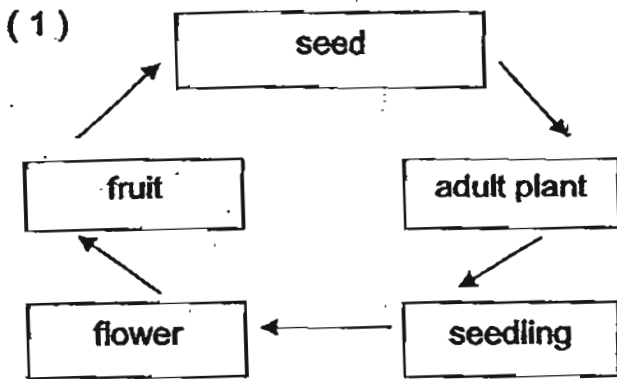 (1)
seed
fruit
adult plant
flower
seedling